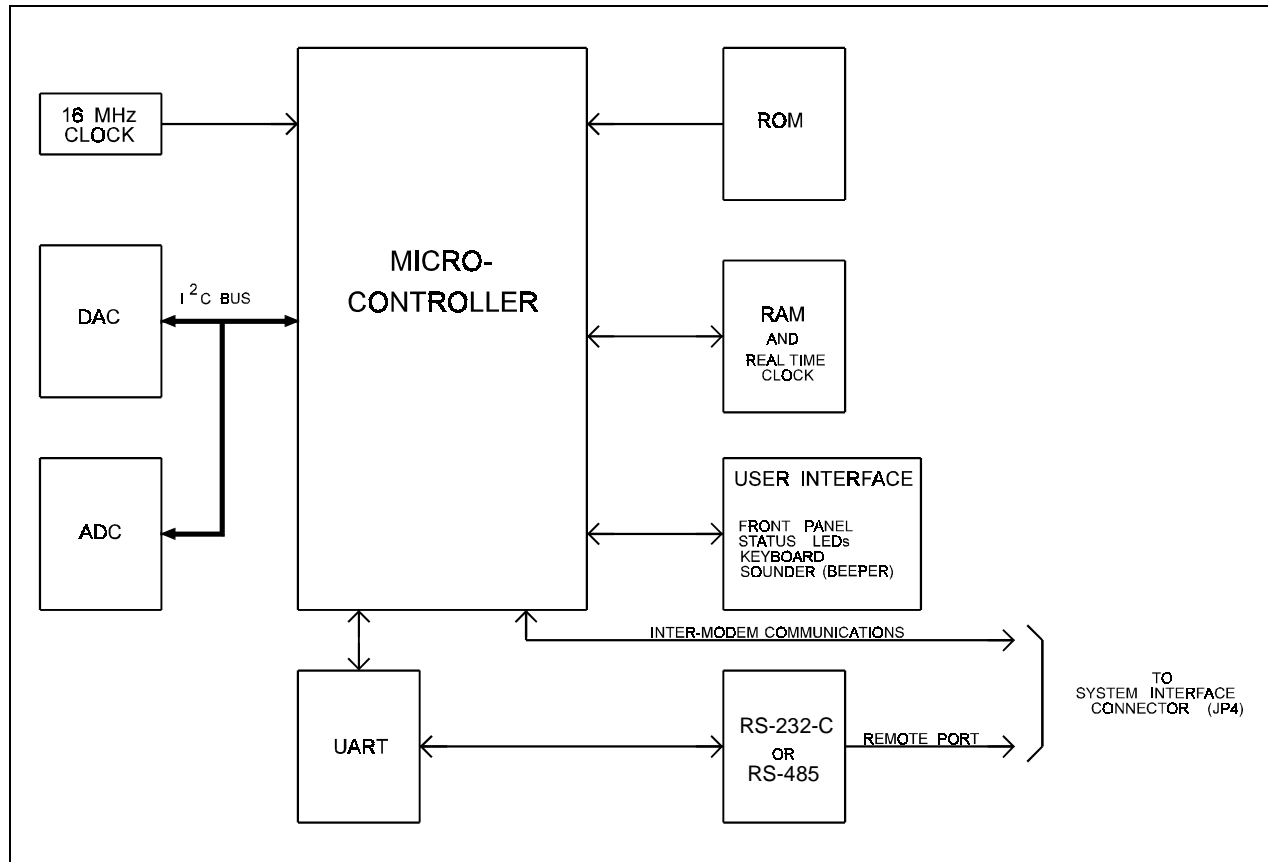 16 MHz
CLOCK
ROM
MICRO-
CONTROLLER
I²C BUS
DAC
RAM
AND
REAL TIME
CLOCK
ADC
USER INTERFACE
FRONT PANEL
STATUS LEDs
KEYBOARD
SOUNDER (BEEPER)
INTER-MODEM COMMUNICATIONS
TO
SYSTEM INTERFACE
CONNECTOR (JP4)
UART
RS-232-C
OR
RS-485
REMOTE PORT